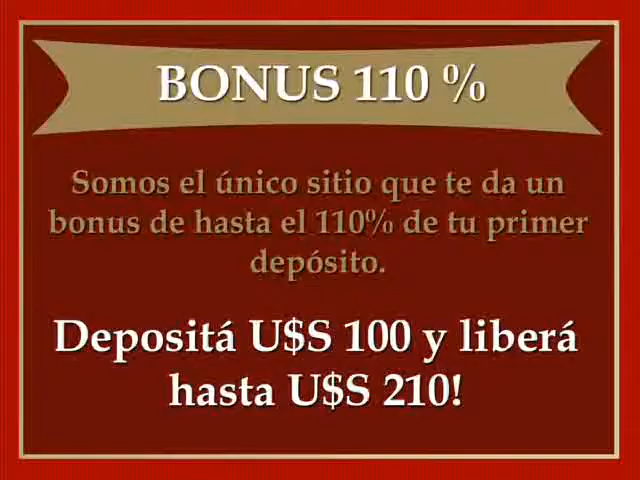 BONUS 110 %
Somos el único sitio que te da un
bonus de hasta el 110% de tu primer
depósito.
Depositá U$S 100 y liberá
hasta U$S 210!